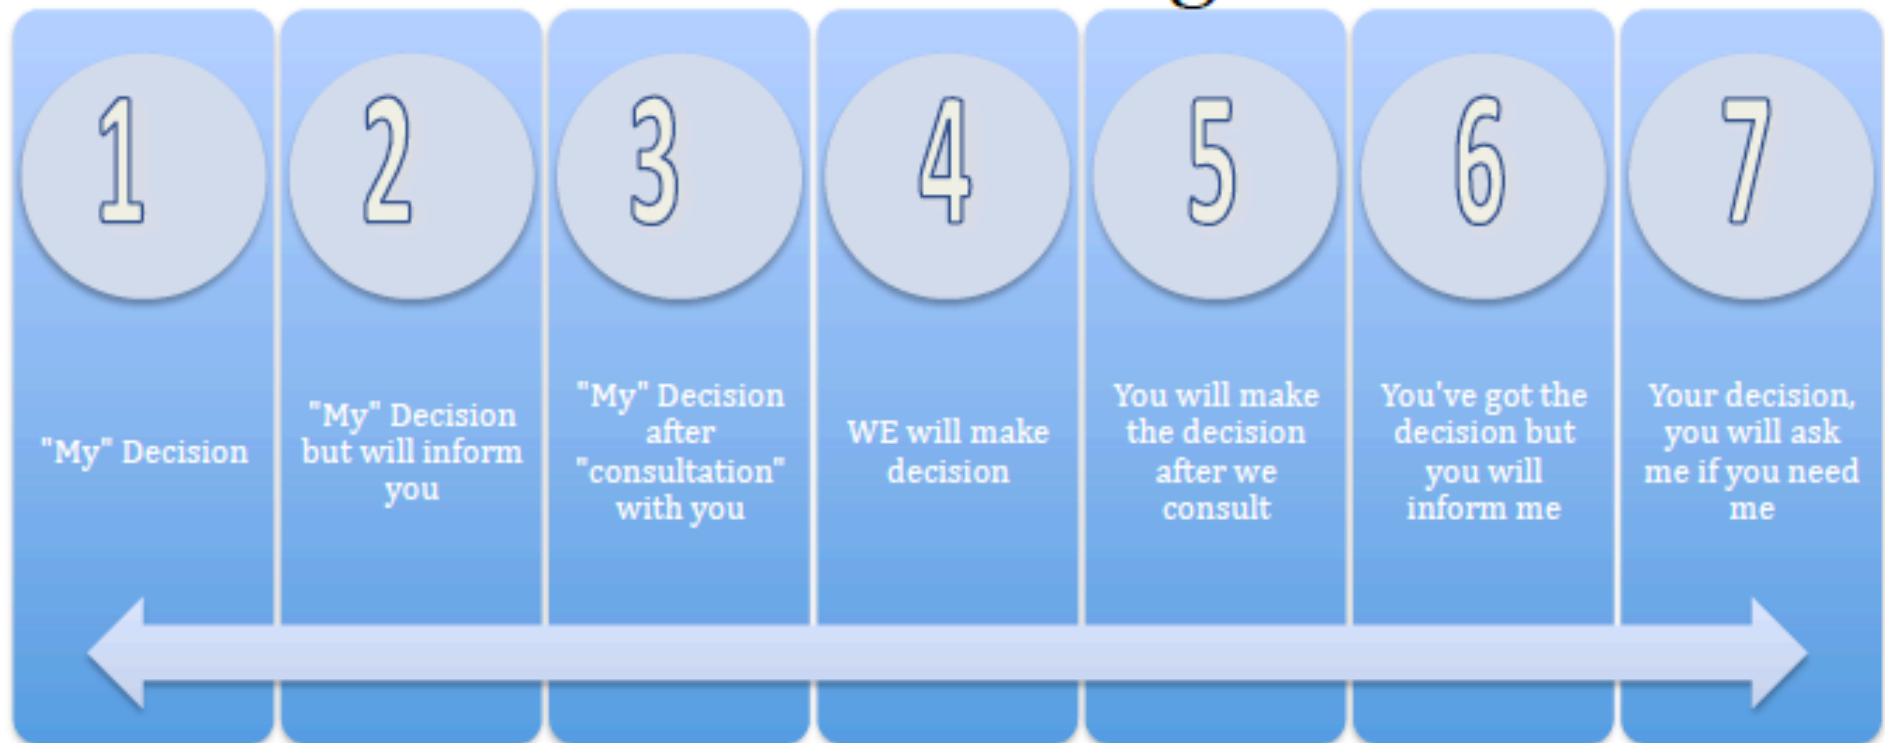 1
"My" Decision
2
"My" Decision
but will inform
you
3
"My" Decision
after
"consultation"
with you
4
WE will make
decision
5
You will make
the decision
after we
consult
6
You've got the
decision but
you will
inform me
7
Your decision,
you will ask
me if you need
me